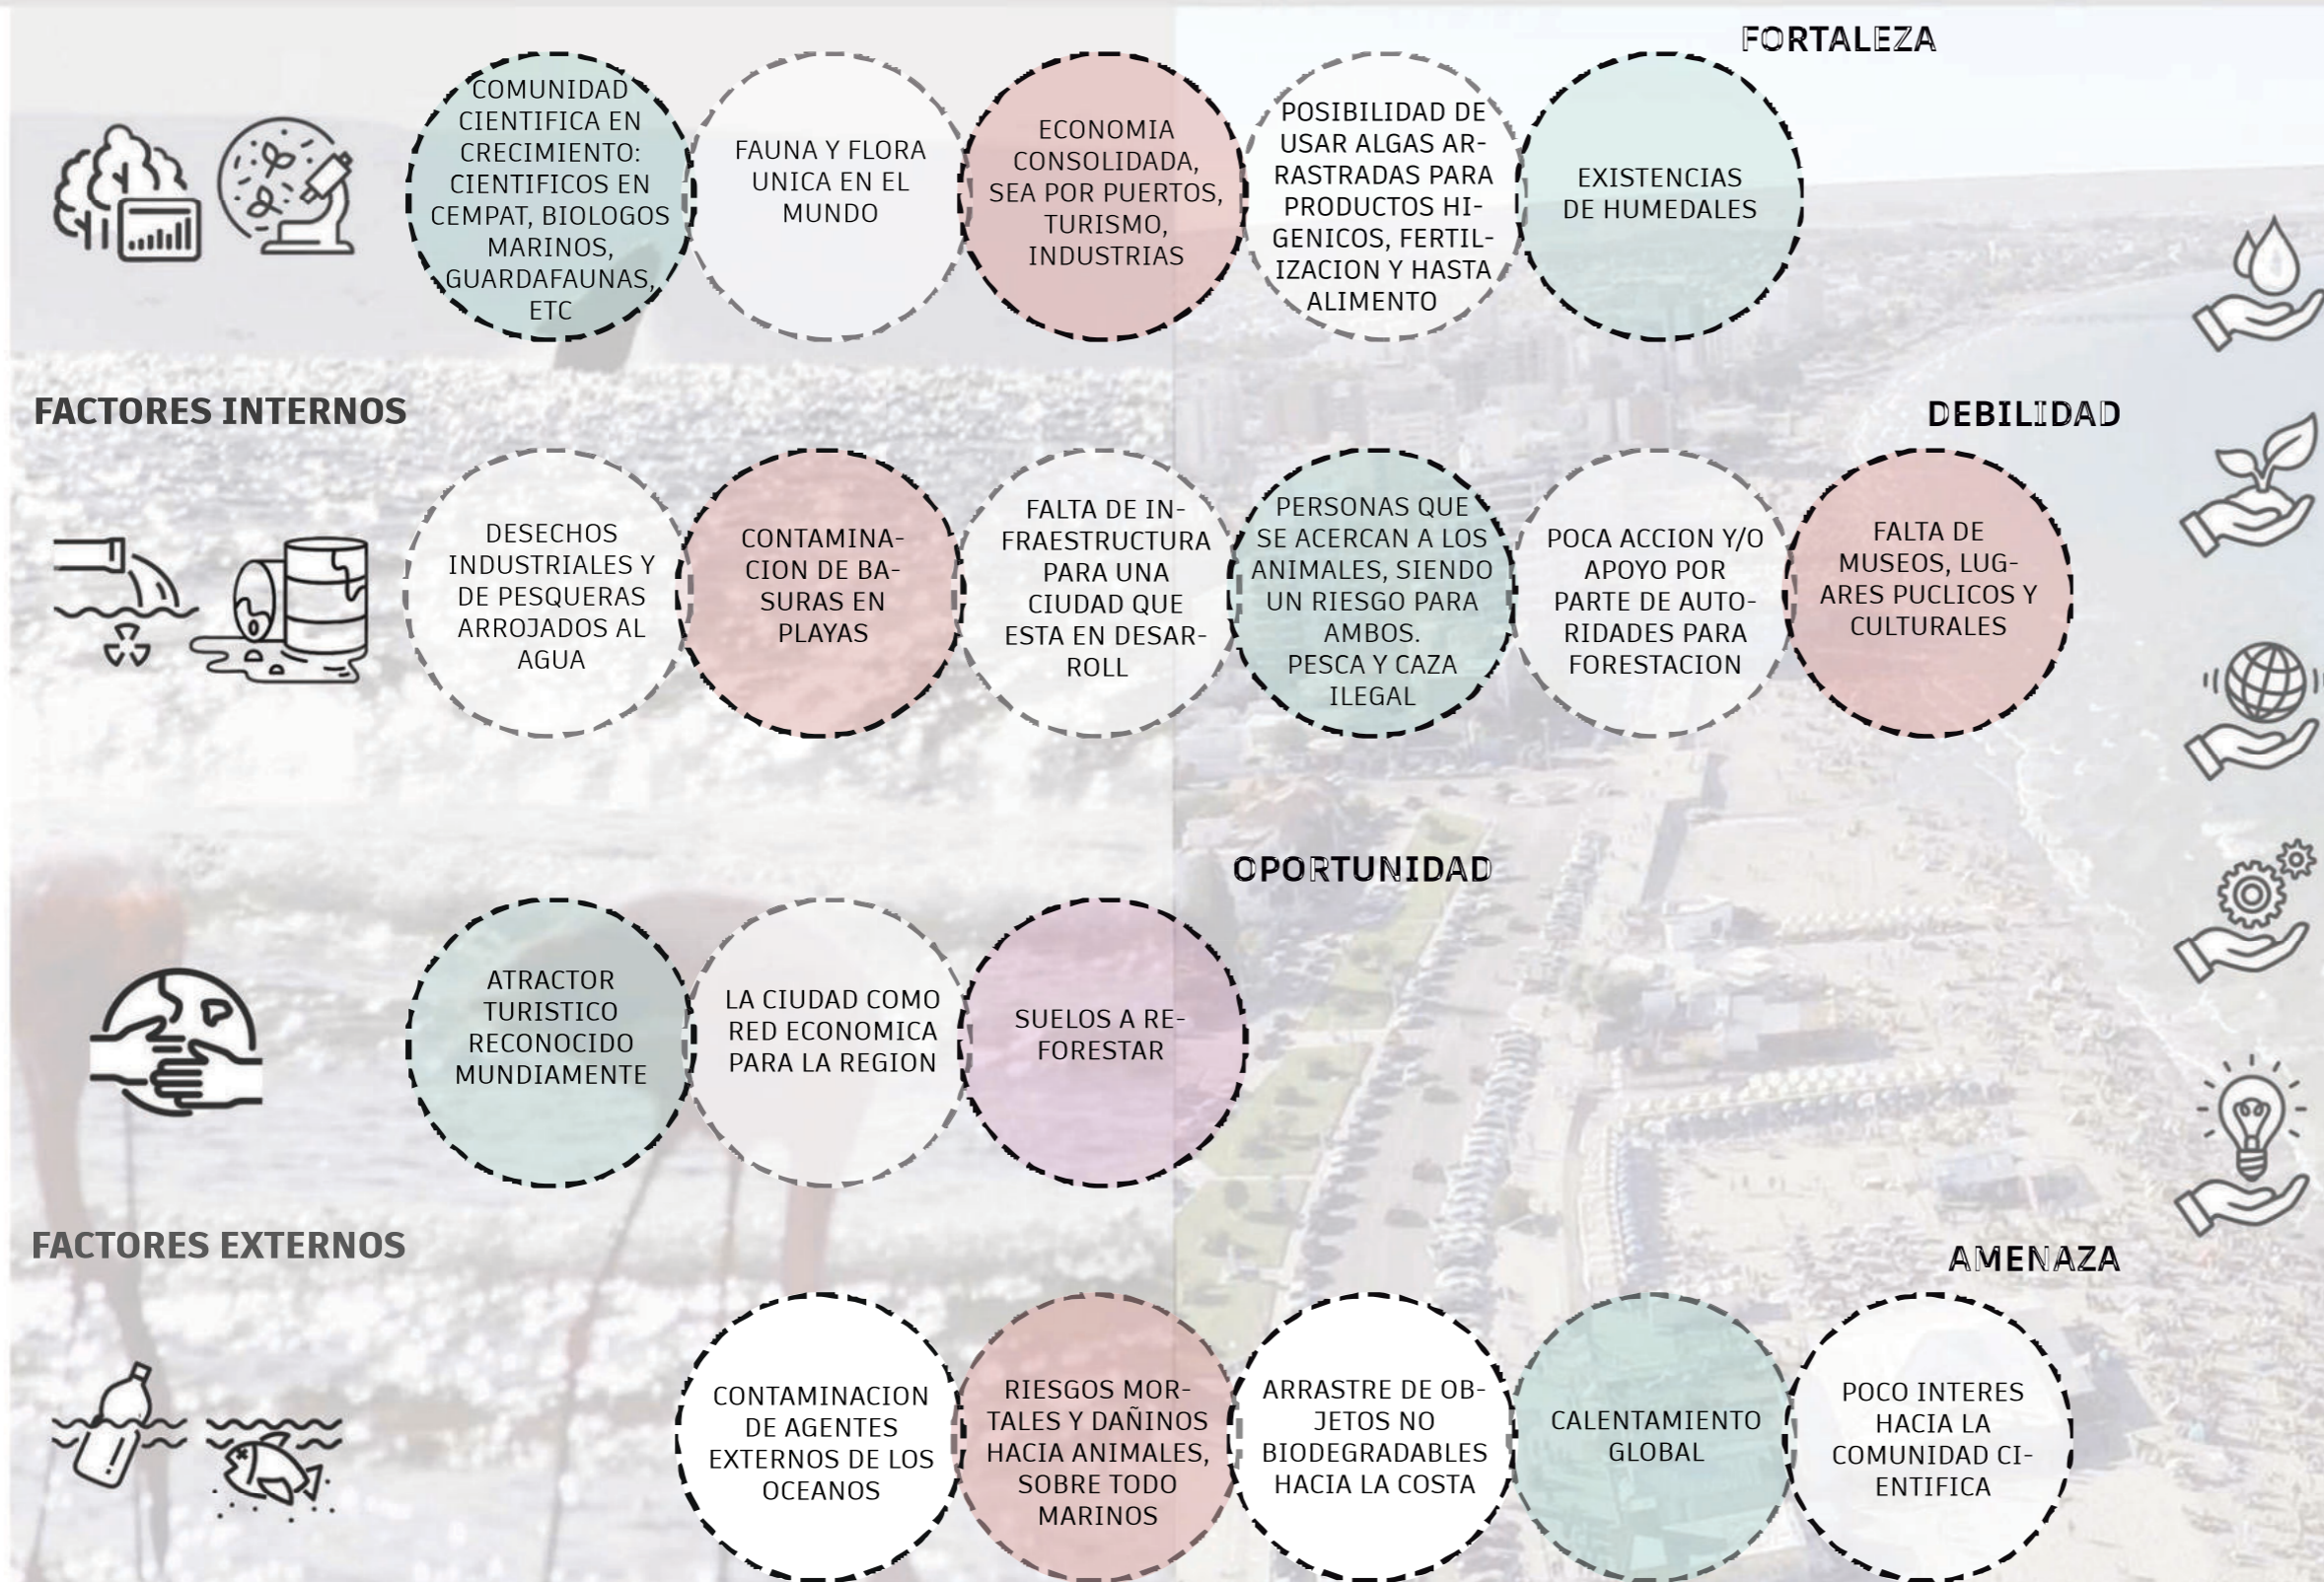 FORTALEZA
COMUNIDAD
CIENTIFICA EN
CRECIMIENTO:
CIENTIFICOS EN
CEMPAT, BIOLOGOS
MARINOS,
GUARDAFAUNAS,
ETC
FAUNA Y FLORA
UNICA EN EL
MUNDO
ECONOMIA
CONSOLIDADA,
SEA POR PUERTOS,
TURISMO,
INDUSTRIAS
POSIBILIDAD DE
USAR ALGAS AR-
RASTRADAS PARA
PRODUCTOS HI-
GENICOS, FERTIL-
IZACION Y HASTA
ALIMENTO
EXISTENCIAS
DE HUMEDALES
FACTORES INTERNOS
DEBILIDAD
DESECHOS
INDUSTRIALES Y
DE PESQUERAS
ARROJADOS AL
AGUA
CONTAMINA-
CION DE BA-
SURAS EN
PLAYAS
FALTA DE IN-
FRAESTRUCTURA
PARA UNA
CIUDAD QUE
ESTA EN DESAR-
ROLL
PERSONAS QUE
SE ACERCAN A LOS
ANIMALES, SIENDO
UN RIESGO PARA
AMBOS.
PESCA Y CAZA
ILEGAL
POCA ACCION Y/O
APOYO POR
PARTE DE AUTO-
RIDADES PARA
FORESTACION
FALTA DE
MUSEOS, LUG-
ARES PUCLICOS Y
CULTURALES
OPORTUNIDAD
ATRACTOR
TURISTICO
RECONOCIDO
MUNDIAMENTE
LA CIUDAD COMO
RED ECONOMICA
PARA LA REGION
SUELOS A RE-
FORESTAR
FACTORES EXTERNOS
AMENAZA
CONTAMINACION
DE AGENTES
EXTERNOS DE LOS
OCEANOS
RIESGOS MOR-
TALES Y DAÑINOS
HACIA ANIMALES,
SOBRE TODO
MARINOS
ARRASTRE DE OB-
JETOS NO
BIODEGRADABLES
HACIA LA COSTA
CALENTAMIENTO
GLOBAL
POCO INTERES
HACIA LA
COMUNIDAD CI-
ENTIFICA